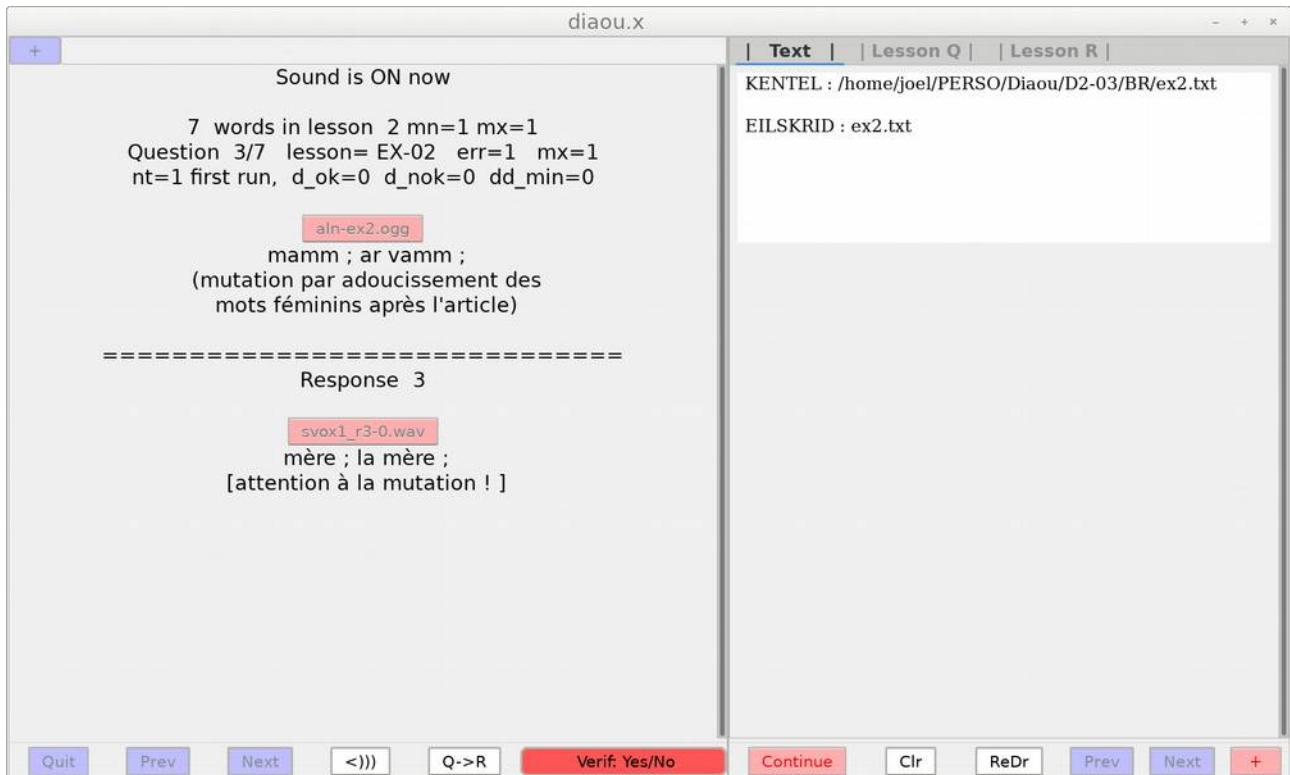 diaou.x
- + ×
+
Sound is ON now
7 words in lesson 2 mn=1 mx=1
Question 3/7 lesson= EX-02 err=1 mx=1
nt=1 first run, d_ok=0 d_nok=0 dd_min=0
aln-ex2.ogg
mamm ; ar vamm ;
(mutation par adoucissement des
mots féminins après l'article)
==============================
Response 3
svox1_r3-0.wav
mère ; la mère ;
[attention à la mutation ! ]
Quit Prev Next <))) Q->R Verif: Yes/No
| Text | | Lesson Q | | Lesson R |
KENTEL : /home/joel/PERSO/Diaou/D2-03/BR/ex2.txt
EILSKRID : ex2.txt
Continue Clr ReDr Prev Next +